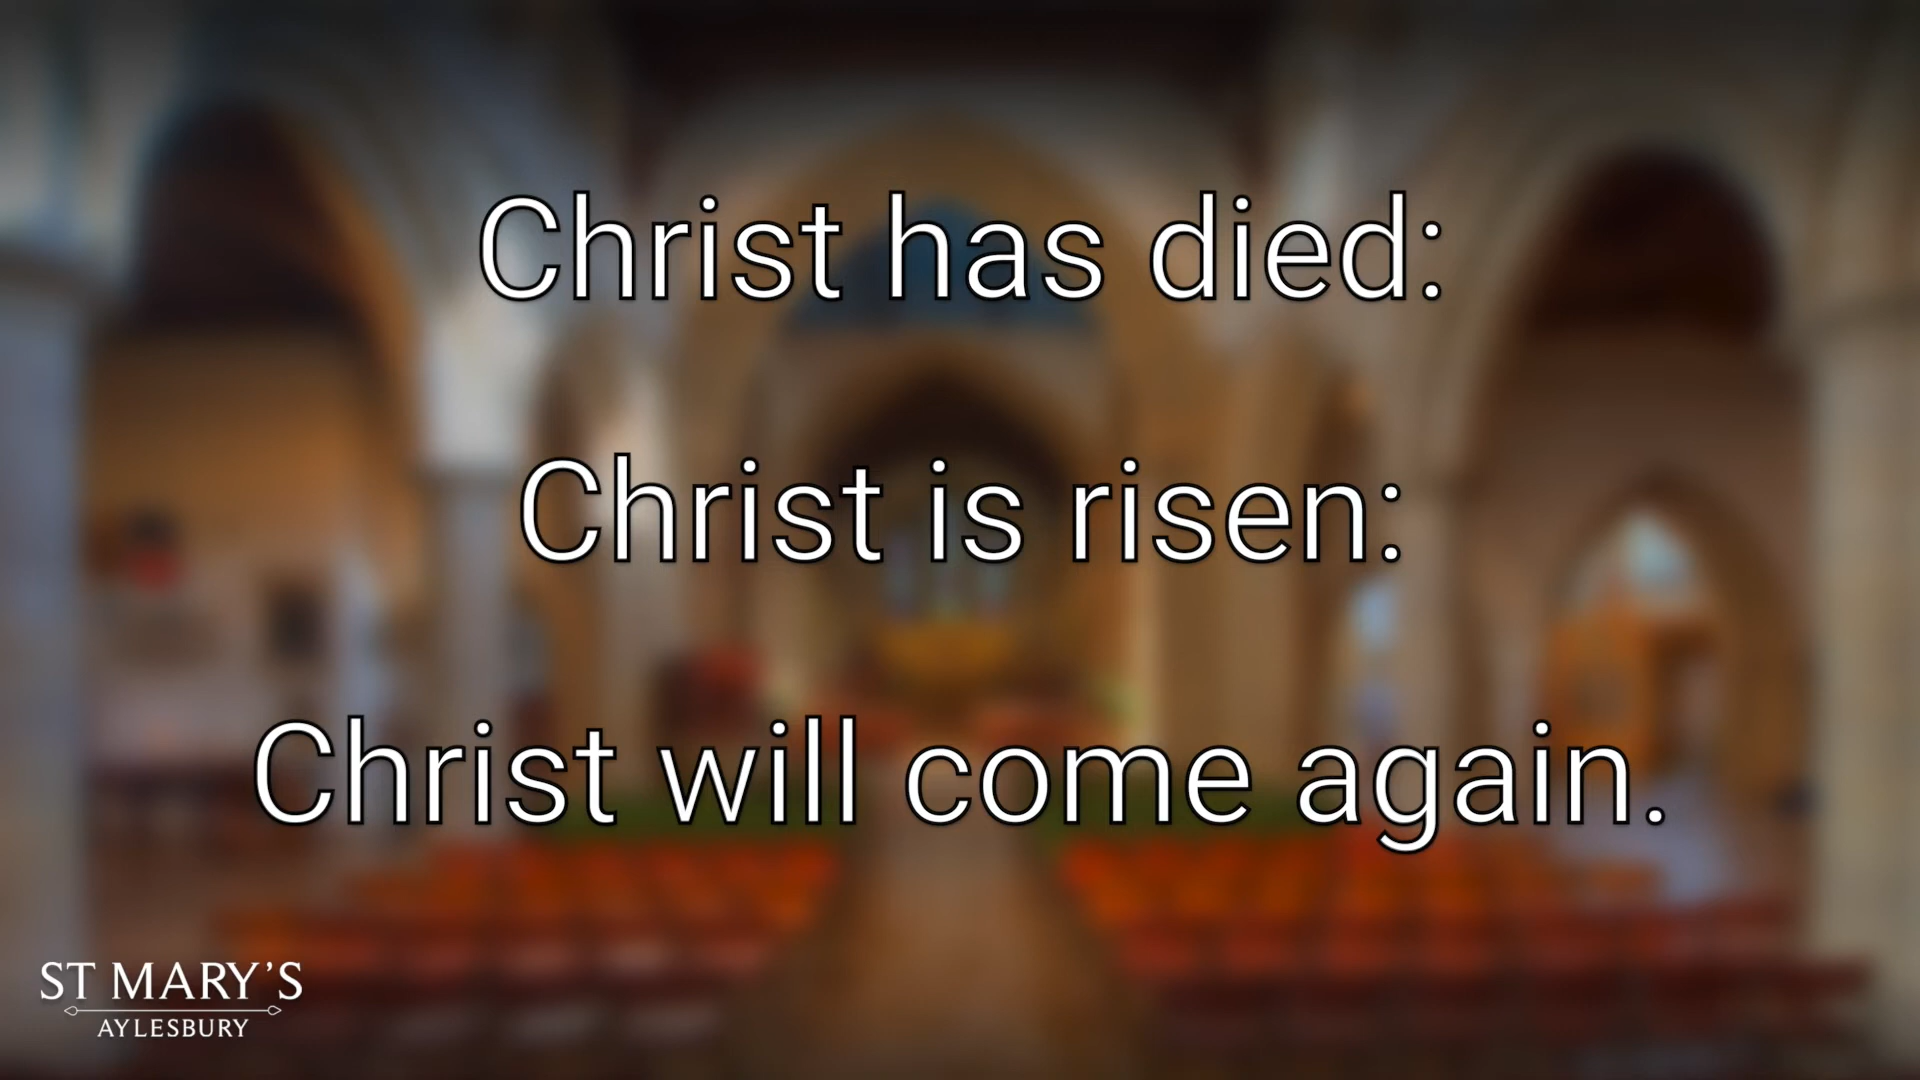 Christ has died:
Christ is risen:
Christ will come again.
ST MARY'S
AYLESBURY